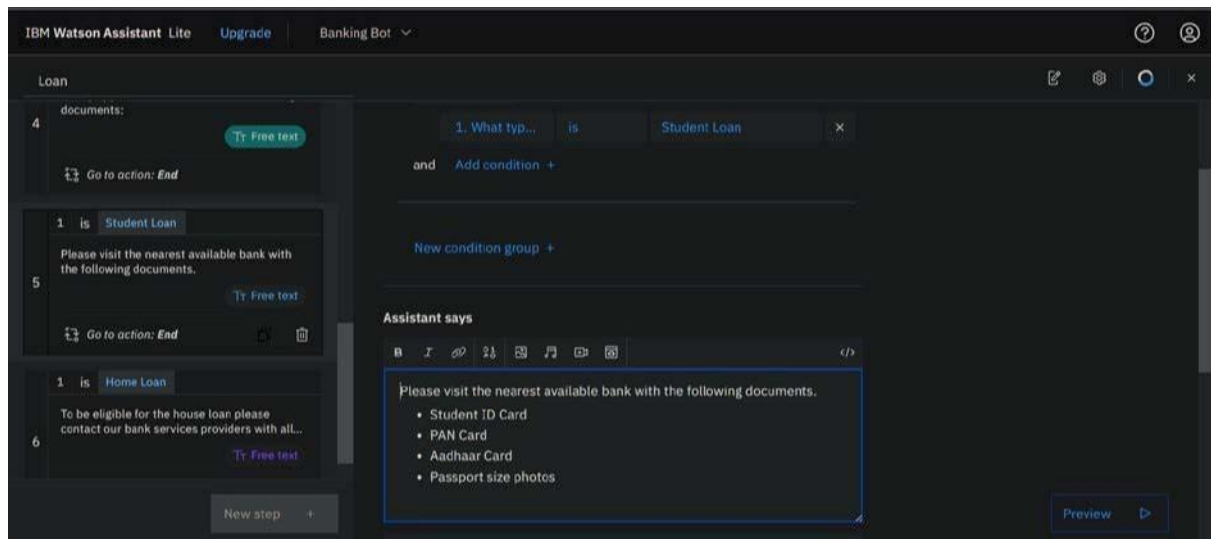 IBM Watson Assistant Lite Upgrade Banking Bot
Loan
documents:
4
Tт Free text
Go to action: End
1 is Student Loan
Please visit the nearest available bank with
the following documents.
5
Tт Free text
Go to action: End
1 is Home Loan
To be eligible for the house loan please
contact our bank services providers with all...
6
Tт Free text
New step +
1. What typ... is Student Loan ×
and Add condition +
New condition group +
Assistant says
B I </>
Please visit the nearest available bank with the following documents.
• Student ID Card
• PAN Card
• Aadhaar Card
• Passport size photos
Preview